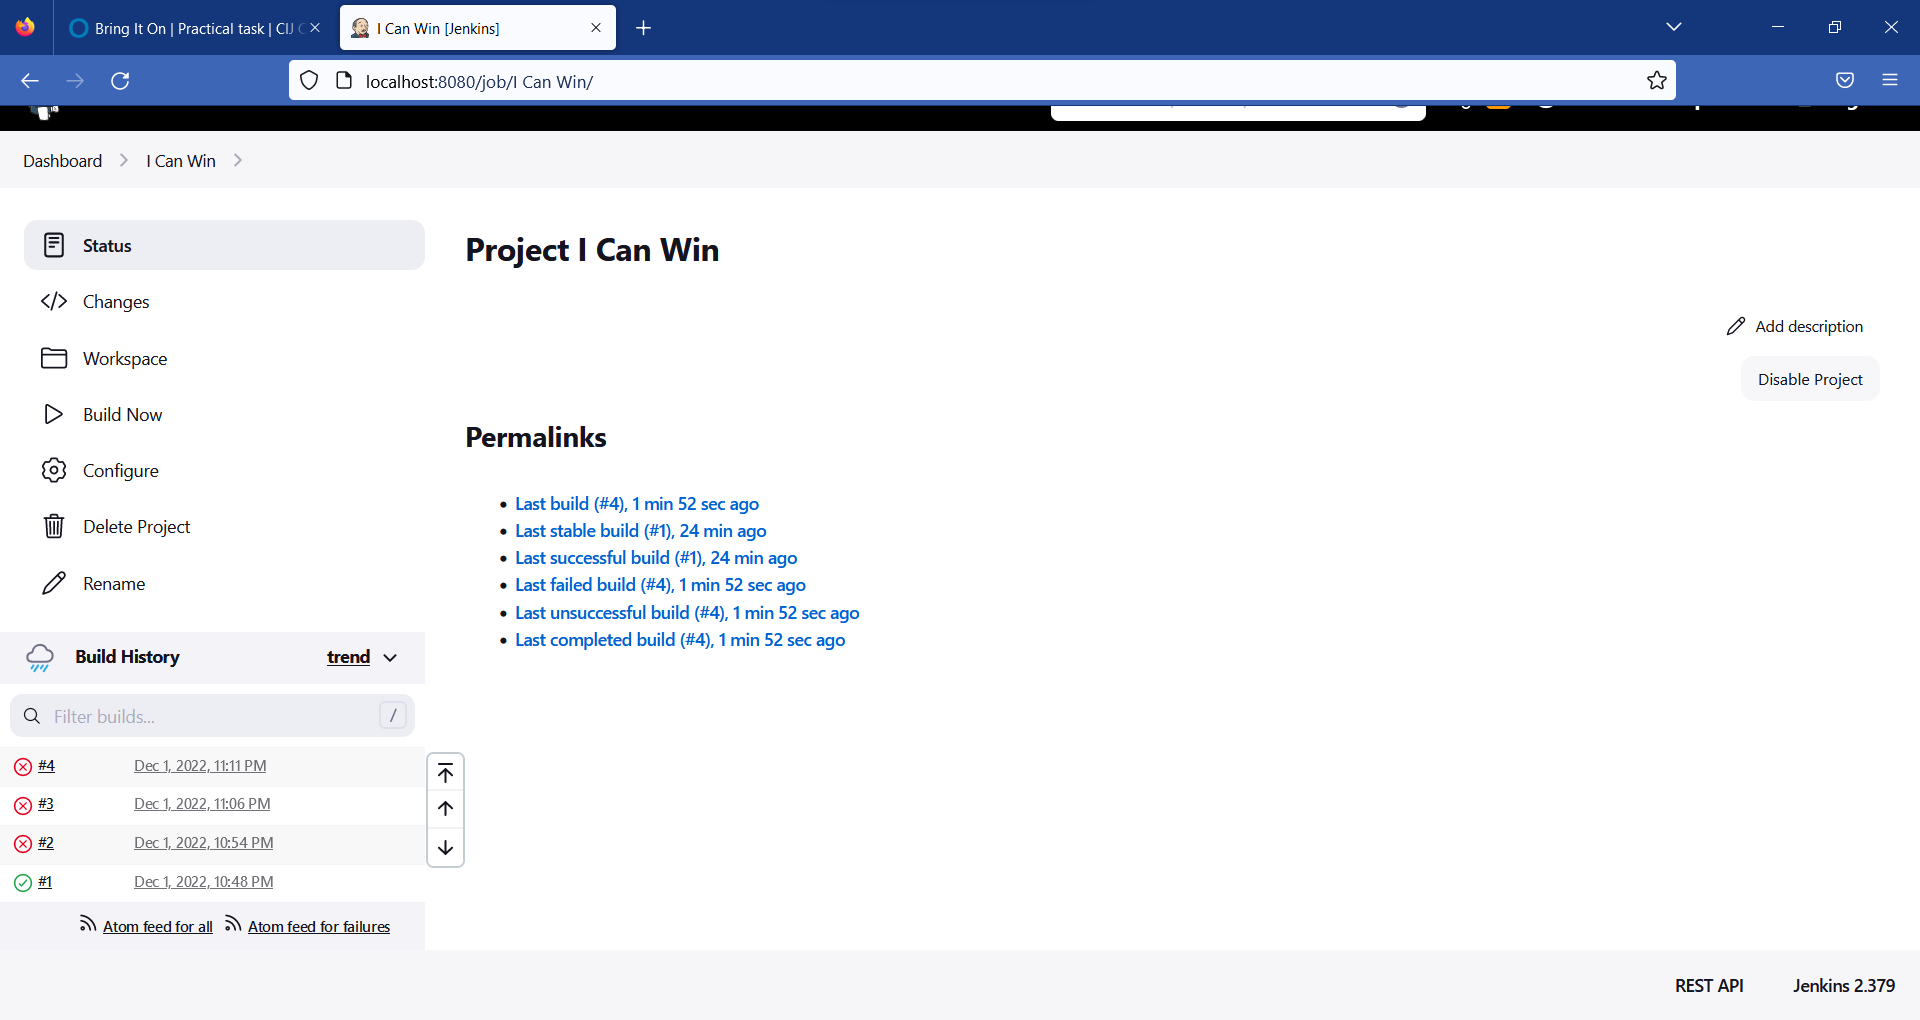 Bring It On | Practical task | CIJ
I Can Win [Jenkins]
localhost:8080/job/I Can Win/
Dashboard
I Can Win
Status
Changes
Workspace
Build Now
Configure
Delete Project
Rename
Project I Can Win
Add description
Disable Project
Permalinks
Last build (#4), 1 min 52 sec ago
Last stable build (#1), 24 min ago
Last successful build (#1), 24 min ago
Last failed build (#4), 1 min 52 sec ago
Last unsuccessful build (#4), 1 min 52 sec ago
Last completed build (#4), 1 min 52 sec ago
Build History
trend
Filter builds...
/
#4 Dec 1, 2022, 11:11 PM
#3 Dec 1, 2022, 11:06 PM
#2 Dec 1, 2022, 10:54 PM
#1 Dec 1, 2022, 10:48 PM
Atom feed for all
Atom feed for failures
REST API
Jenkins 2.379